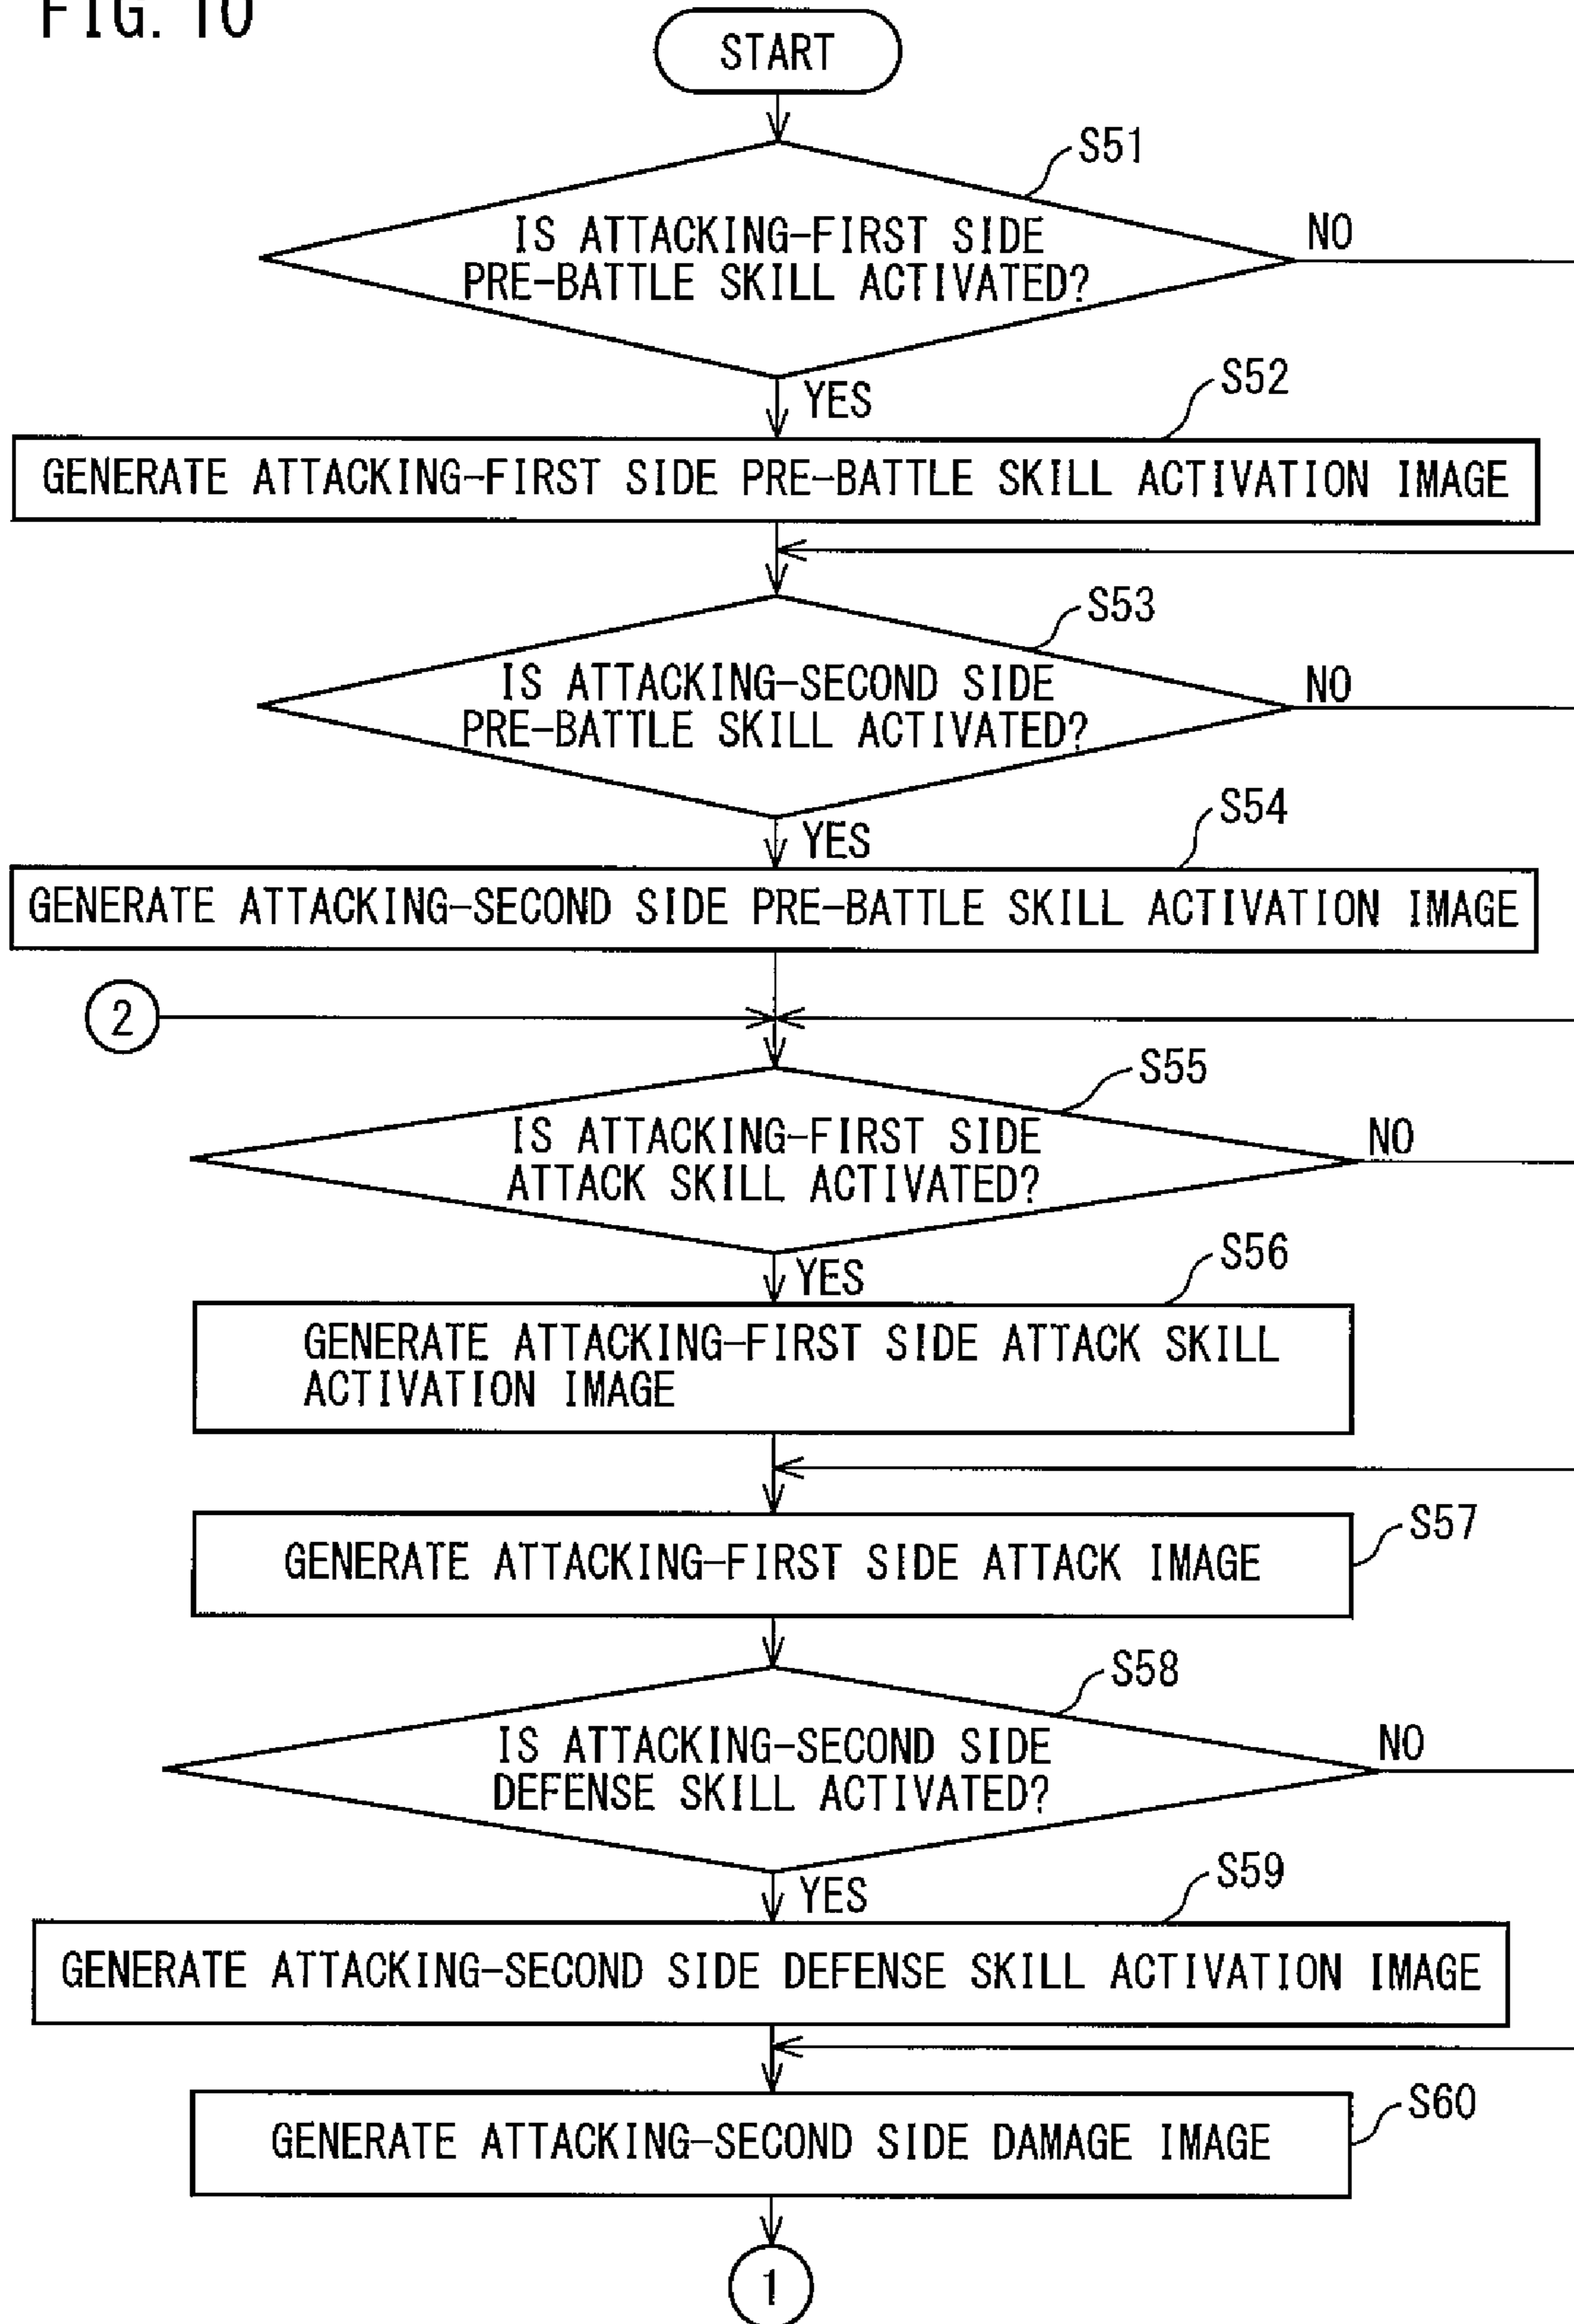 FIG. 10
START
S51
IS ATTACKING-FIRST SIDE
PRE-BATTLE SKILL ACTIVATED?
NO
YES
S52
GENERATE ATTACKING-FIRST SIDE PRE-BATTLE SKILL ACTIVATION IMAGE
S53
IS ATTACKING-SECOND SIDE
PRE-BATTLE SKILL ACTIVATED?
NO
YES
S54
GENERATE ATTACKING-SECOND SIDE PRE-BATTLE SKILL ACTIVATION IMAGE
2
S55
IS ATTACKING-FIRST SIDE
ATTACK SKILL ACTIVATED?
NO
YES
S56
GENERATE ATTACKING-FIRST SIDE ATTACK SKILL
ACTIVATION IMAGE
S57
GENERATE ATTACKING-FIRST SIDE ATTACK IMAGE
S58
IS ATTACKING-SECOND SIDE
DEFENSE SKILL ACTIVATED?
NO
YES
S59
GENERATE ATTACKING-SECOND SIDE DEFENSE SKILL ACTIVATION IMAGE
S60
GENERATE ATTACKING-SECOND SIDE DAMAGE IMAGE
1